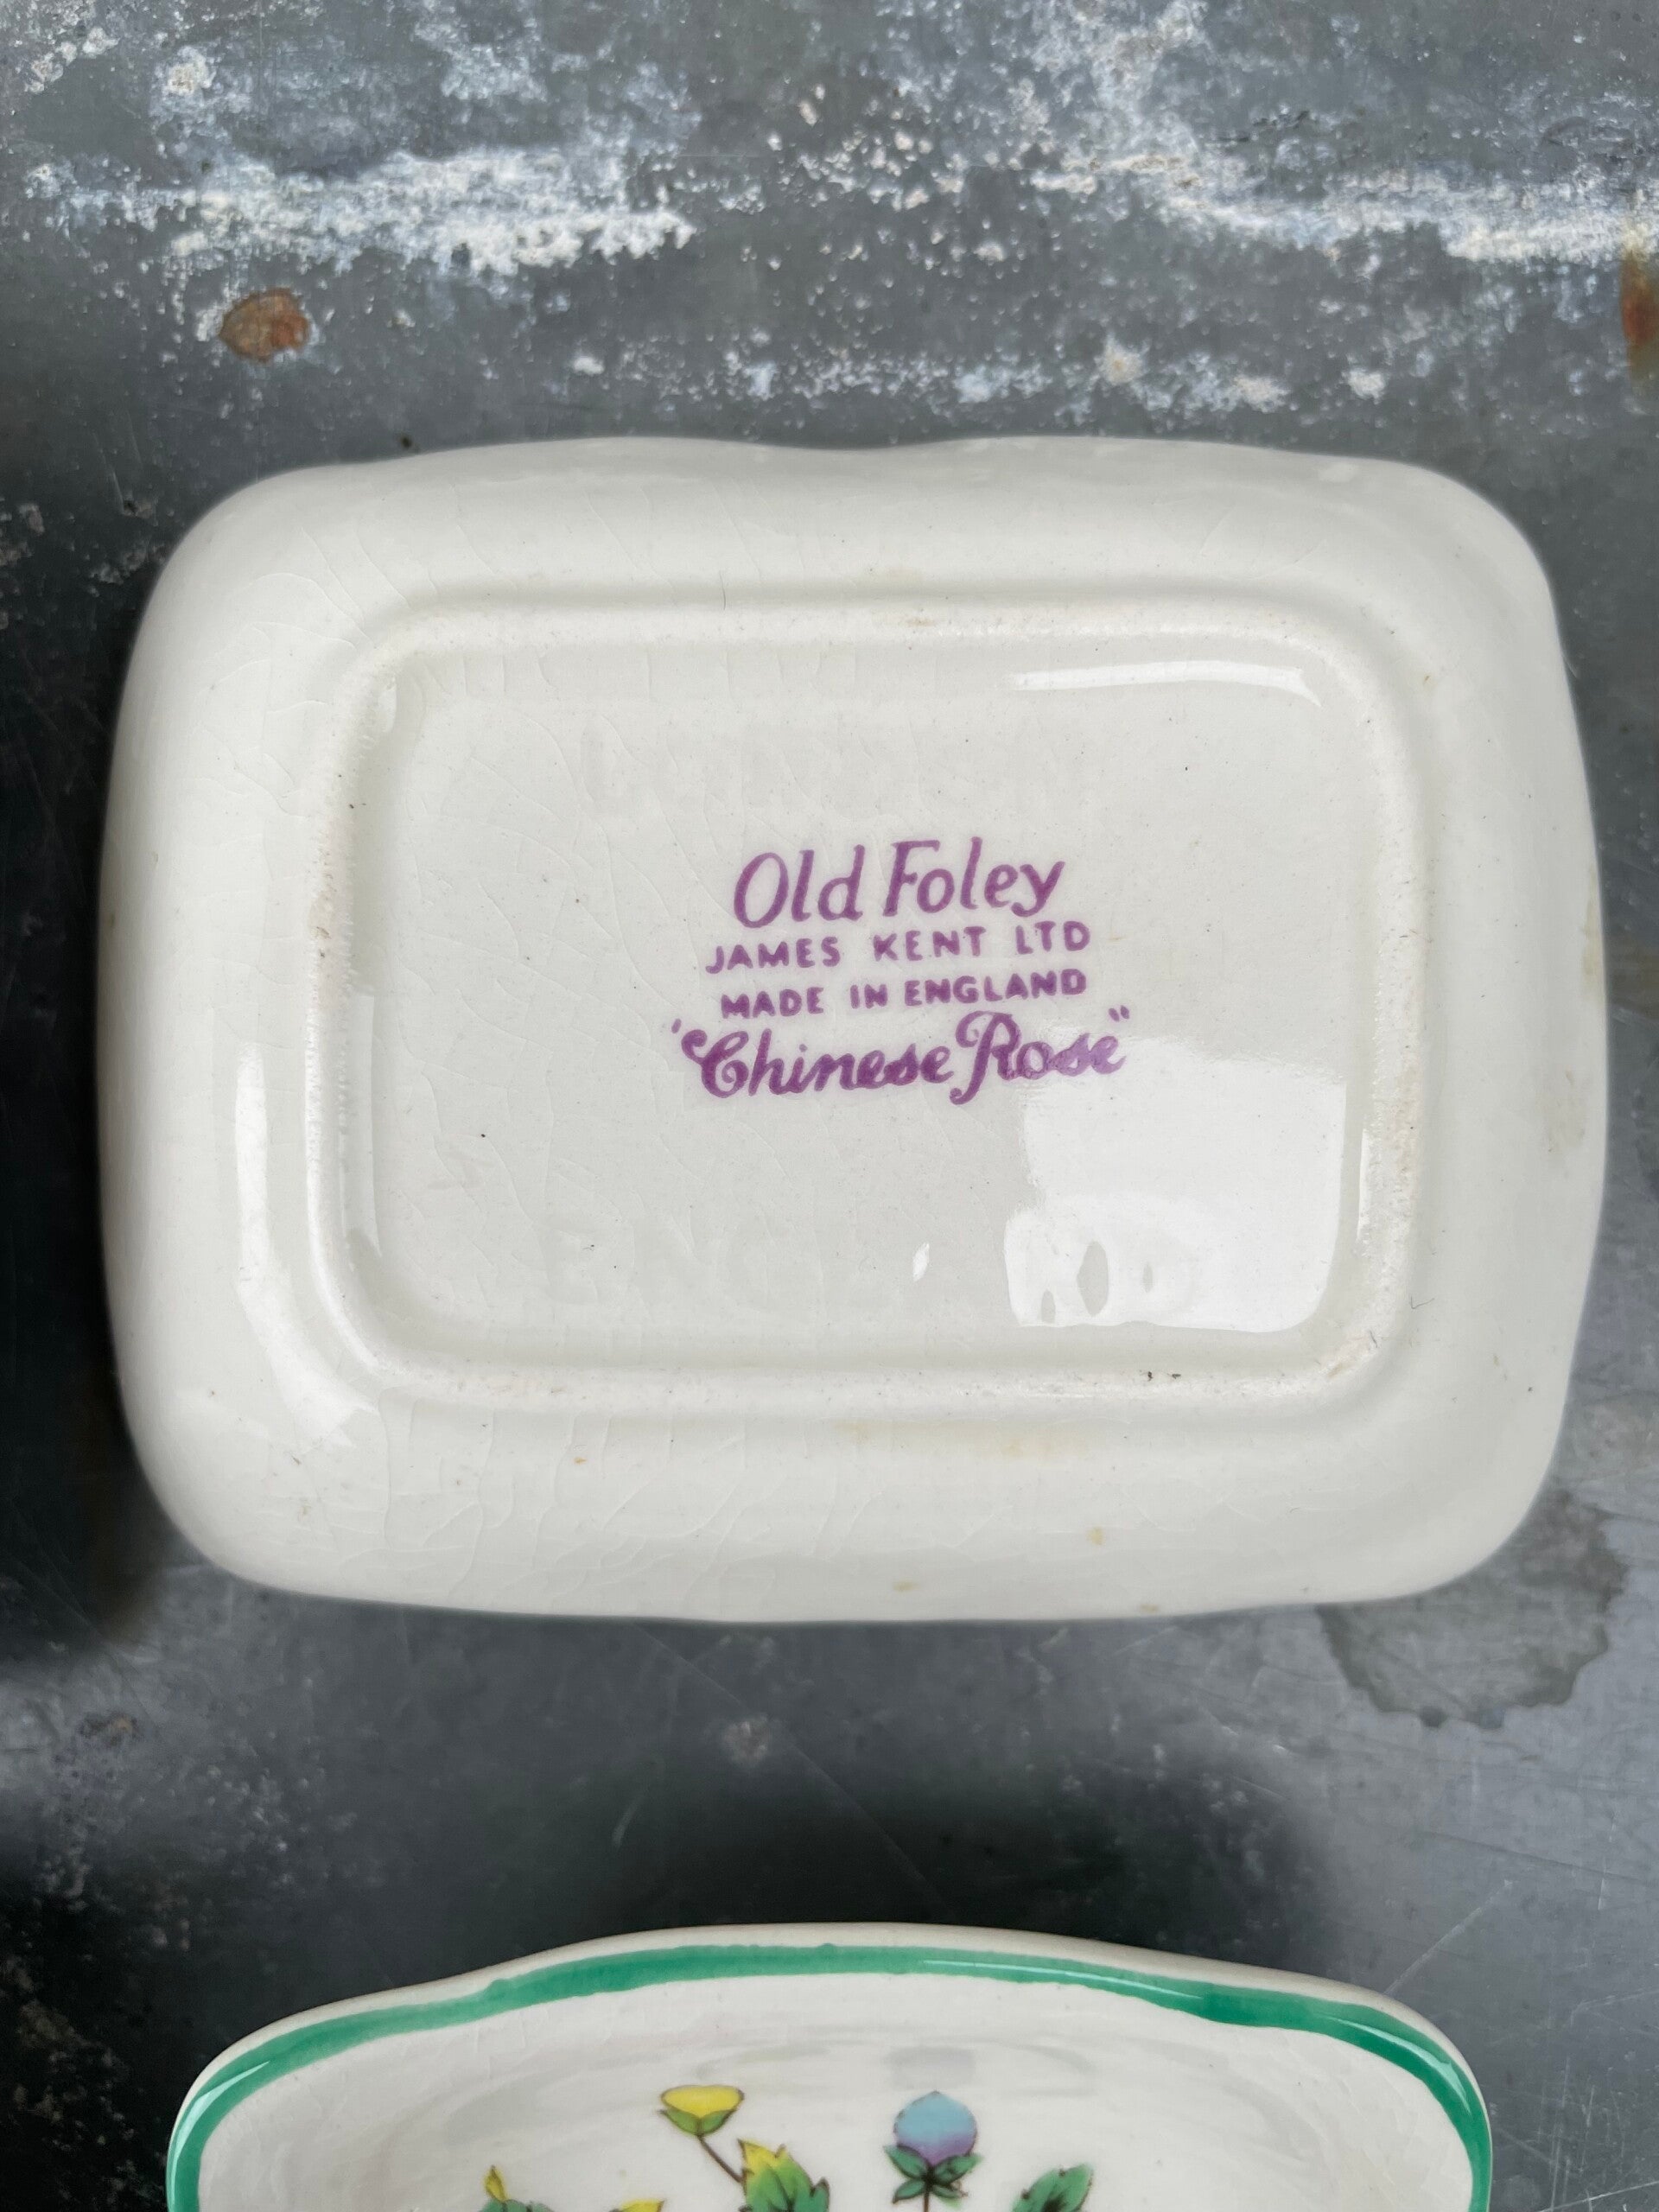 Old Foley
JAMES KENT LTD
MADE IN ENGLAND
"Chinese Rose"